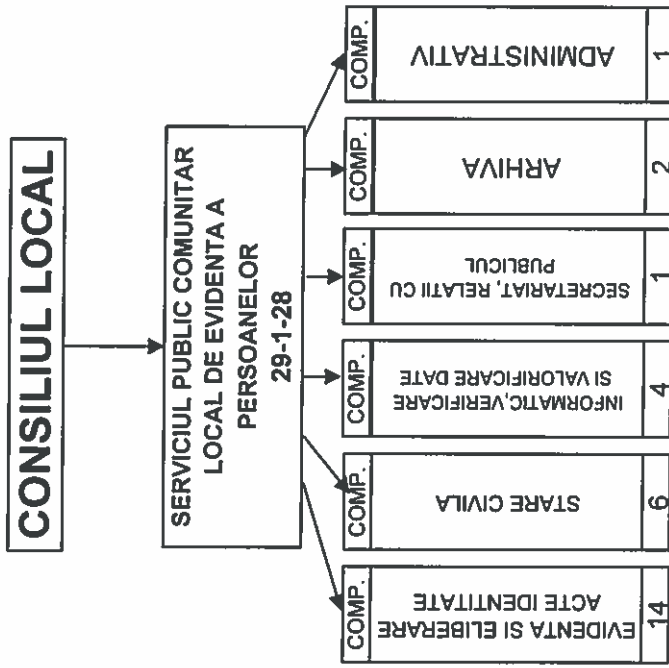 CONSILIUL LOCAL
SERVICIUL PUBLIC COMUNITAR
LOCAL DE EVIDENTA A
PERSOANELOR
29-1-28
COMP.
EVIDENTA SI ELIBERARE
ACTE IDENTITATE
14
COMP.
STARE CIVILA
6
COMP.
INFORMATIC,VERIFICARE
SI VALORIFICARE DATE
4
COMP.
SECRETARIAT, RELATII CU
PUBLICUL
1
COMP.
ARHIVA
2
COMP.
ADMINISTRATIV
1